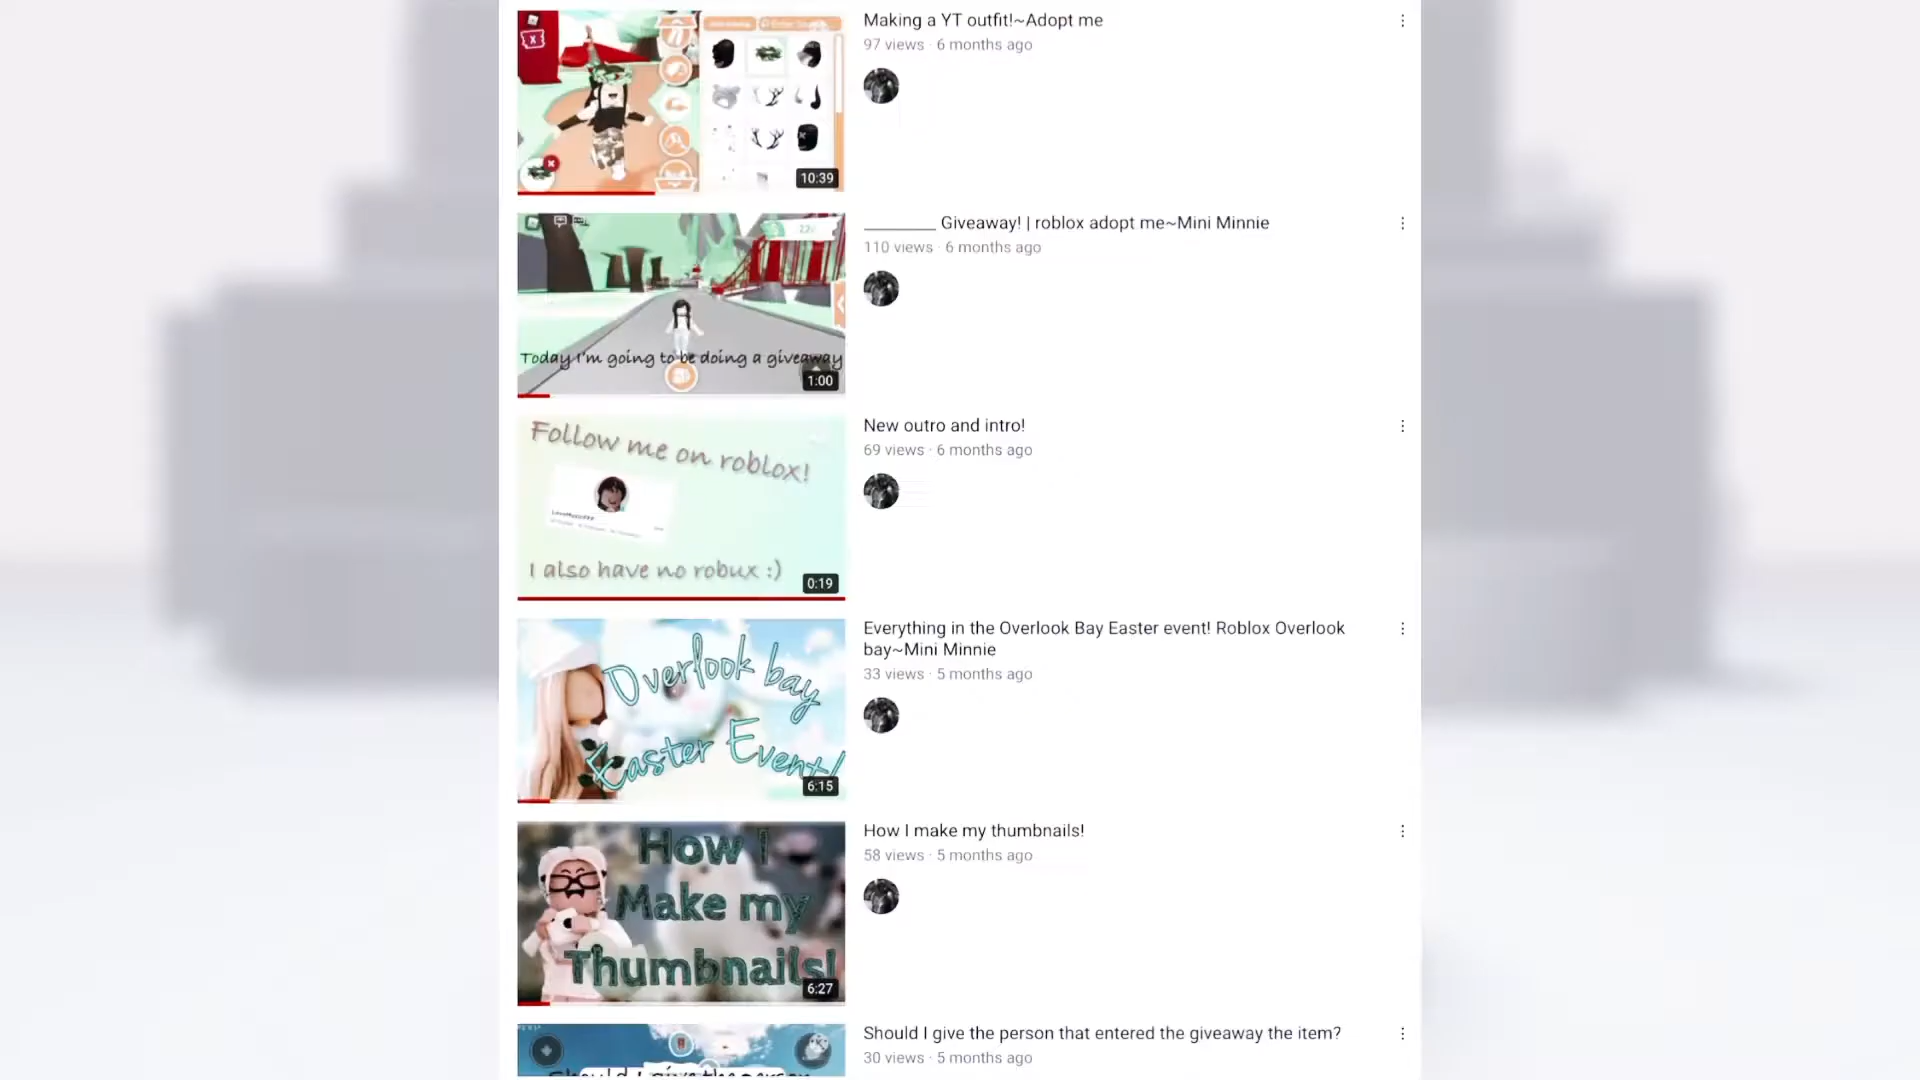 Making a YT outfit!~Adopt me
97 views · 6 months ago
10:39
________ Giveaway! | roblox adopt me~Mini Minnie
110 views · 6 months ago
Today I'm going to be doing a giveaway
1:00
New outro and intro!
69 views · 6 months ago
Follow me on roblox!
I also have no robux :)
0:19
Everything in the Overlook Bay Easter event! Roblox Overlook
bay~Mini Minnie
33 views · 5 months ago
Overlook bay
Easter Event!
6:15
How I make my thumbnails!
58 views · 5 months ago
How I
Make my
Thumbnails!
6:27
Should I give the person that entered the giveaway the item?
30 views · 5 months ago
Should I give the person